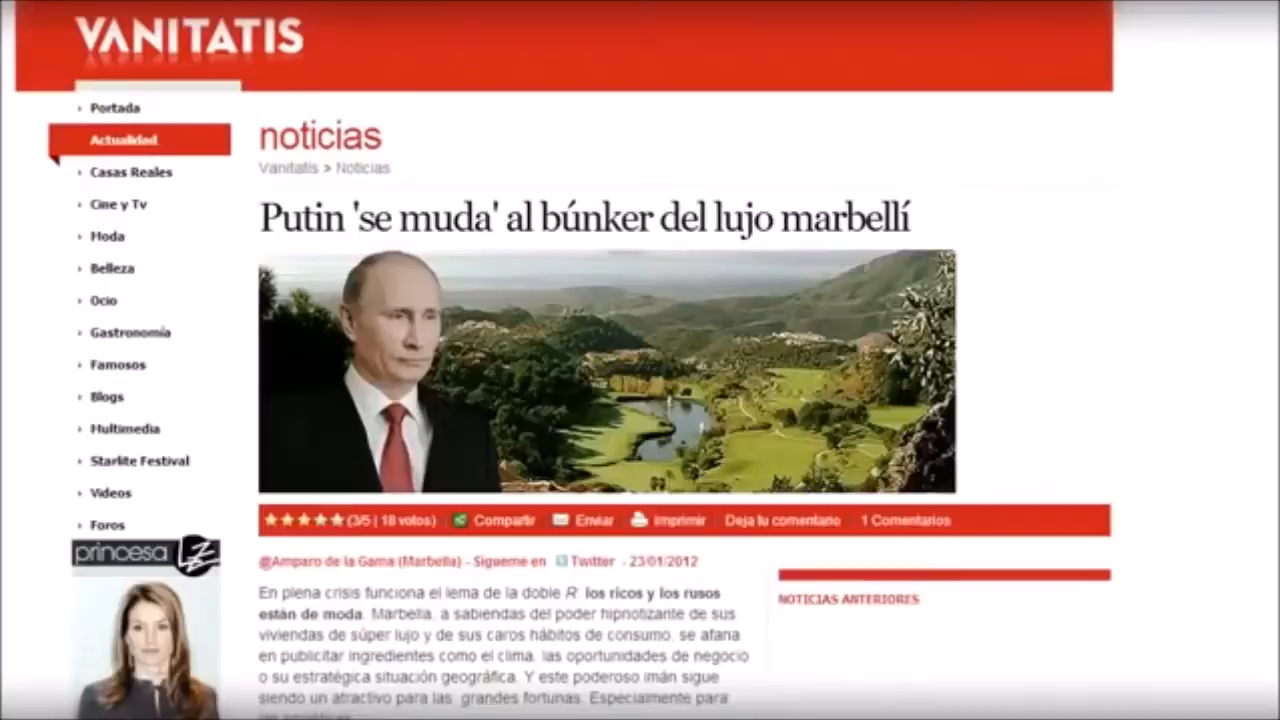 VANITATIS
Portada
Actualidad
Casas Reales
Cine y Tv
Moda
Belleza
Ocio
Gastronomía
Famosos
Blogs
Multimedia
Starlite Festival
Videos
Foros
princesa LZ
noticias
Vanitatis > Noticias
Putin 'se muda' al búnker del lujo marbellí
(3/5 | 18 votos) Compartir Enviar Imprimir Deja tu comentario 1 Comentarios
@Amparo de la Gama (Marbella) - Sígueme en Twitter - 23/01/2012
En plena crisis funciona el lema de la doble R: los ricos y los rusos
están de moda. Marbella, a sabiendas del poder hipnotizante de sus
viviendas de súper lujo y de sus caros hábitos de consumo, se afana
en publicitar ingredientes como el clima, las oportunidades de negocio
o su estratégica situación geográfica. Y este poderoso imán sigue
siendo un atractivo para las grandes fortunas. Especialmente para
NOTICIAS ANTERIORES